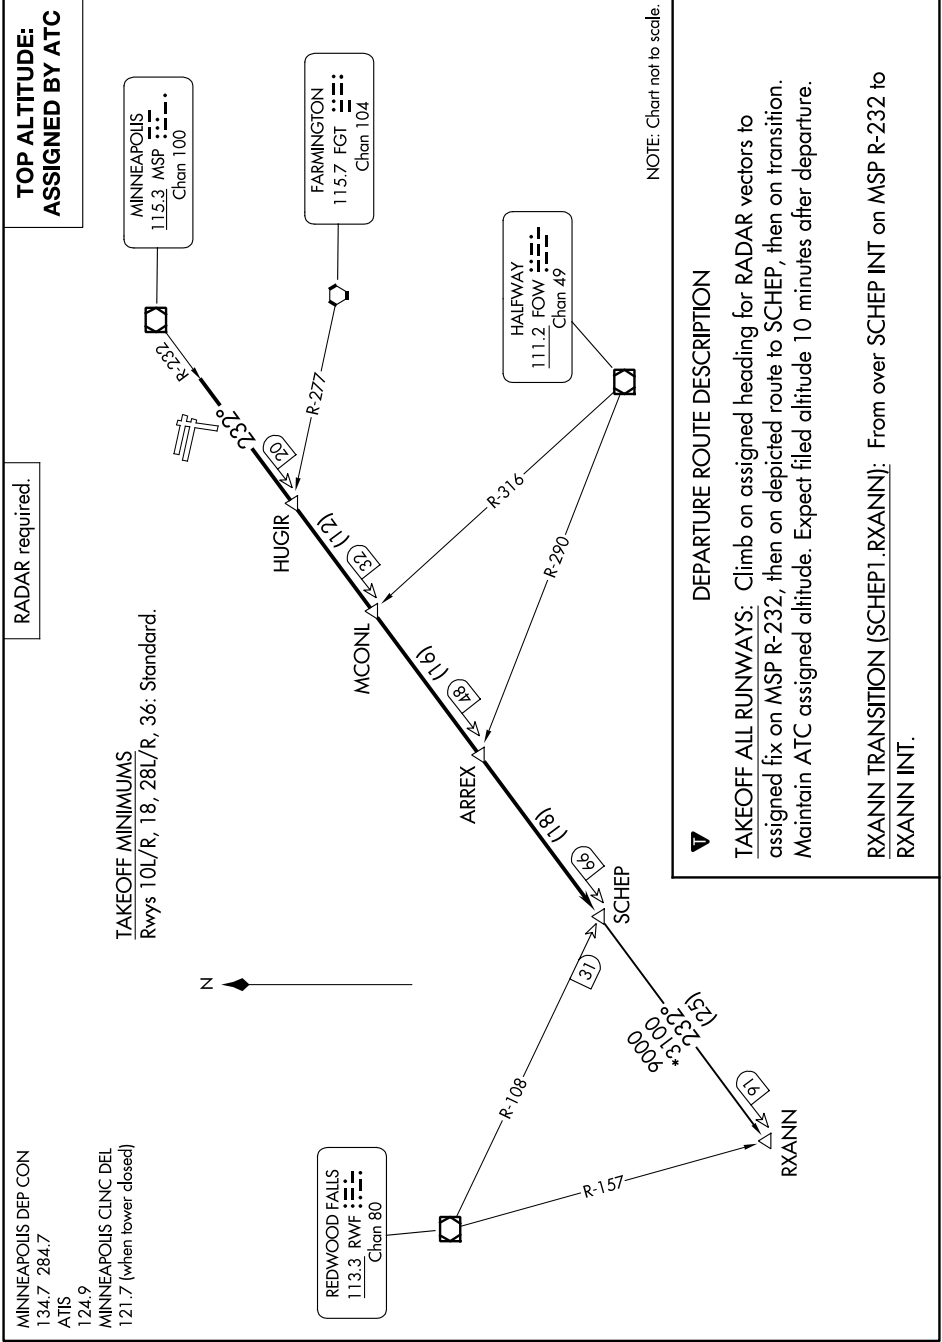 MINNEAPOLIS DEP CON
134.7 284.7
ATIS
124.9
MINNEAPOLIS CLNC DEL
121.7 (when tower closed)
RADAR required.
TOP ALTITUDE:
ASSIGNED BY ATC
TAKEOFF MINIMUMS
Rwys 10L/R, 18, 28L/R, 36: Standard.
N
MINNEAPOLIS
115.3 MSP
Chan 100
R-232
232°
FARMINGTON
115.7 FGT
Chan 104
R-277
20
HUGIR
(12)
32
MCONL
R-316
HALFWAY
111.2 FOW
Chan 49
R-290
(16)
48
ARREX
(18)
66
SCHEP
31
R-108
REDWOOD FALLS
113.3 RWF
Chan 80
R-157
9000
*3100
232°
(25)
91
RXANN
NOTE: Chart not to scale.
DEPARTURE ROUTE DESCRIPTION
T
TAKEOFF ALL RUNWAYS: Climb on assigned heading for RADAR vectors to
assigned fix on MSP R-232, then on depicted route to SCHEP, then on transition.
Maintain ATC assigned altitude. Expect filed altitude 10 minutes after departure.
RXANN TRANSITION (SCHEP1.RXANN): From over SCHEP INT on MSP R-232 to
RXANN INT.